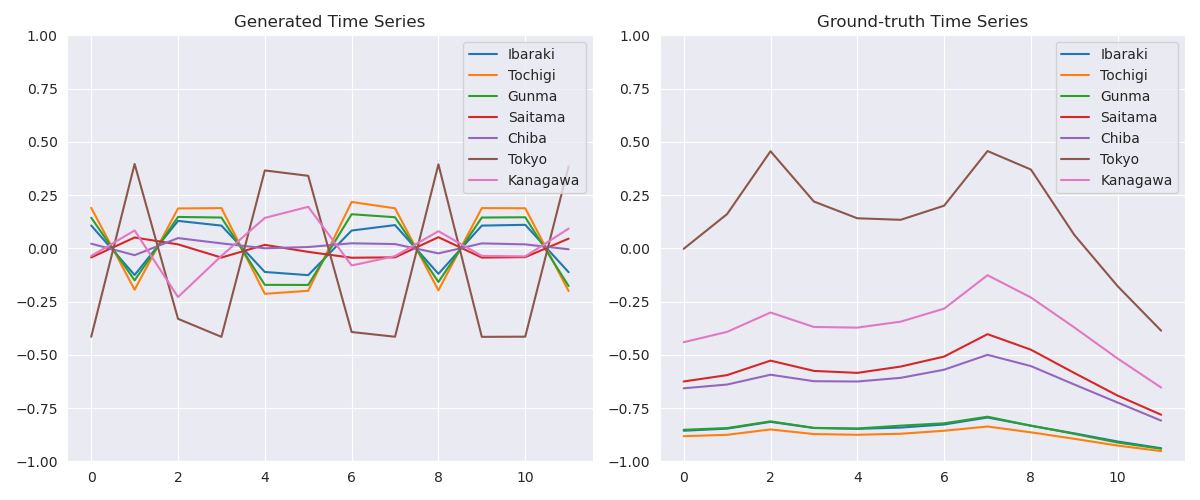 Generated Time Series
1.00
0.75
0.50
0.25
0.00
−0.25
−0.50
−0.75
−1.00
0 2 4 6 8 10
Ibaraki
Tochigi
Gunma
Saitama
Chiba
Tokyo
Kanagawa
Ground-truth Time Series
1.00
0.75
0.50
0.25
0.00
−0.25
−0.50
−0.75
−1.00
0 2 4 6 8 10
Ibaraki
Tochigi
Gunma
Saitama
Chiba
Tokyo
Kanagawa